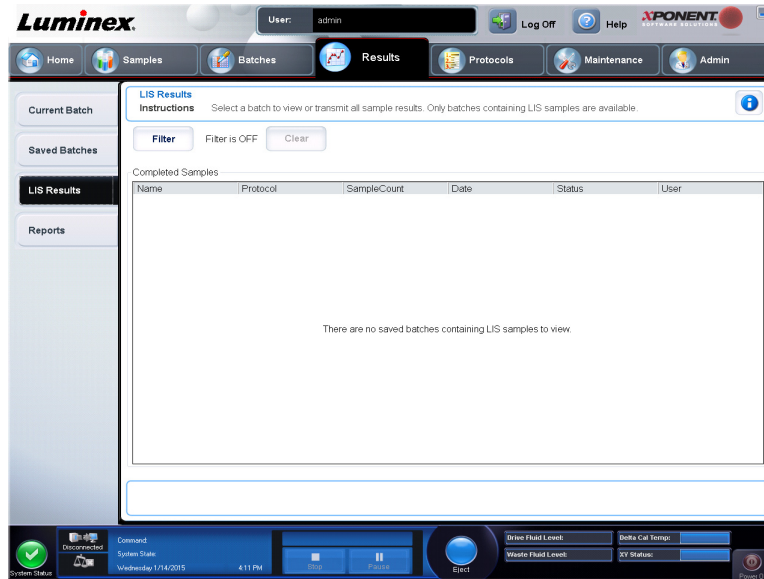 Luminex.
User: admin
Log Off
Help
XPONENT.
SOFTWARE SOLUTIONS
Home
Samples
Batches
Results
Protocols
Maintenance
Admin
Current Batch
Saved Batches
LIS Results
Reports
LIS Results
Instructions Select a batch to view or transmit all sample results. Only batches containing LIS samples are available.
Filter Filter is OFF Clear
Completed Samples
Name Protocol SampleCount Date Status User
There are no saved batches containing LIS samples to view.
System Status
Disconnected
Command:
System State:
Wednesday 1/14/2015 4:11 PM
Stop
Pause
Eject
Drive Fluid Level: Delta Cal Temp:
Waste Fluid Level: XY Status:
Power